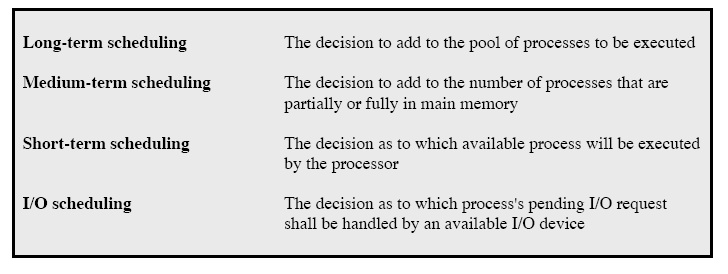 Long-term scheduling The decision to add to the pool of processes to be executed
Medium-term scheduling The decision to add to the number of processes that are
partially or fully in main memory
Short-term scheduling The decision as to which available process will be executed
by the processor
I/O scheduling The decision as to which process's pending I/O request
shall be handled by an available I/O device